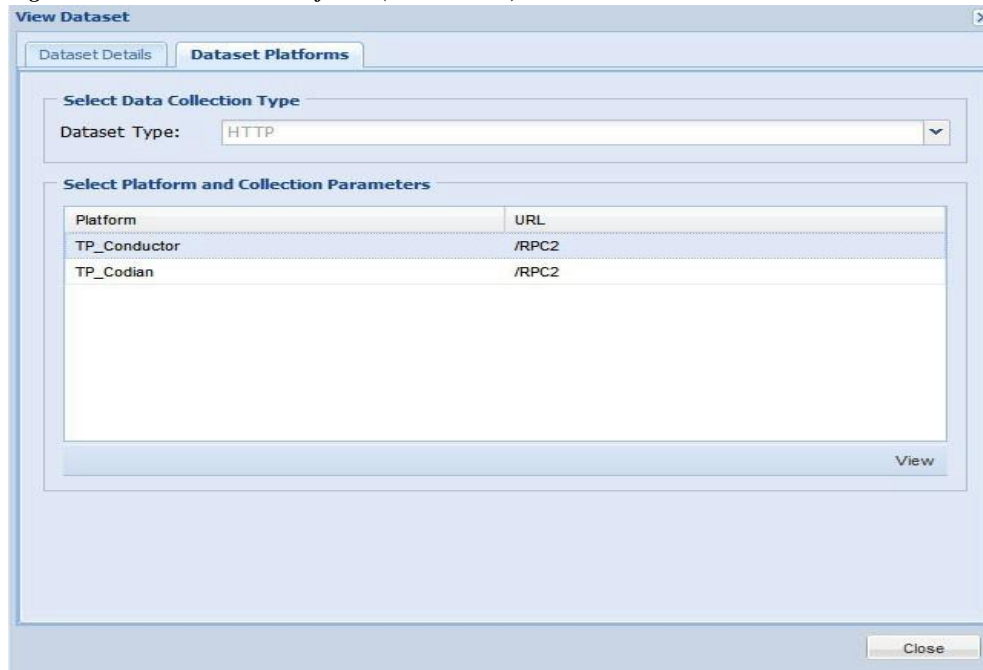 View Dataset
Dataset Details Dataset Platforms
Select Data Collection Type
Dataset Type: HTTP
Select Platform and Collection Parameters
Platform URL
TP_Conductor /RPC2
TP_Codian /RPC2
View
Close